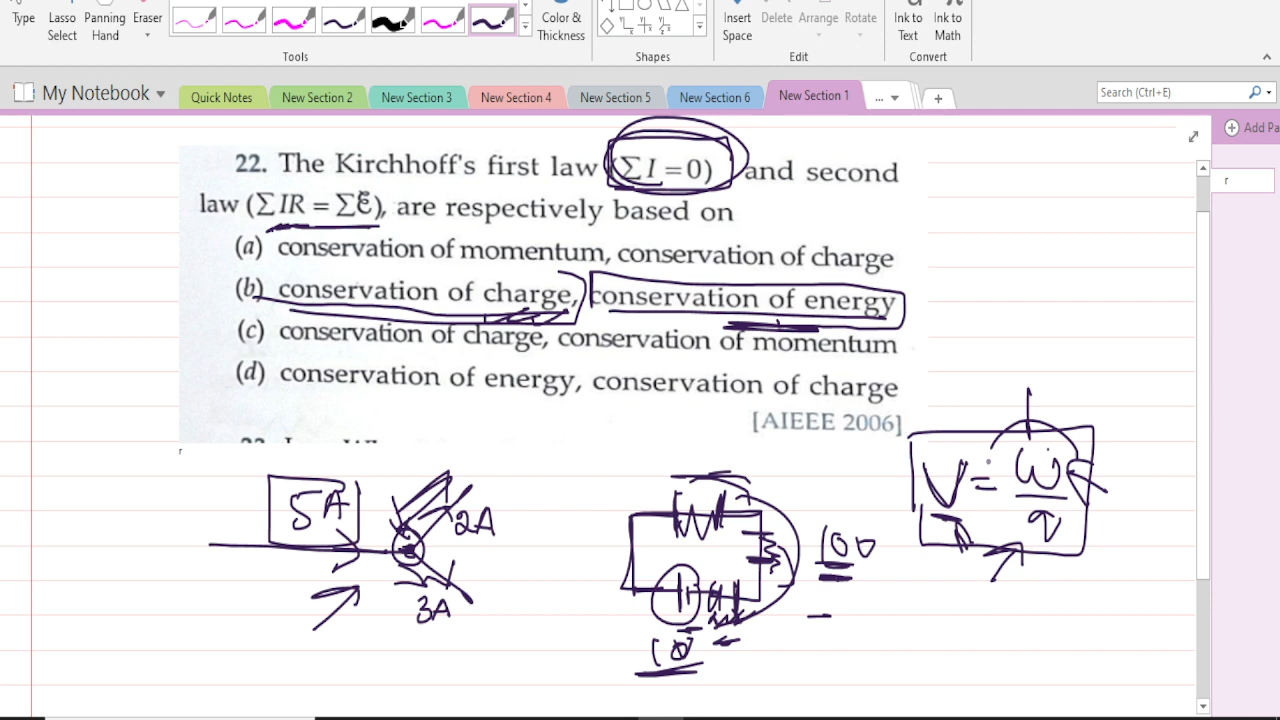 Type
Lasso
Select
Panning
Hand
Eraser
Color &
Thickness
Insert
Space
Delete
Arrange
Rotate
Ink to
Text
Ink to
Math
Tools
Shapes
Edit
Convert
My Notebook
Quick Notes
New Section 2
New Section 3
New Section 4
New Section 5
New Section 6
New Section 1
...
+
Search (Ctrl+E)
Add Pa
r
22. The Kirchhoff's first law (∑I=0) and second
law (∑IR = ∑ℰ), are respectively based on
(a) conservation of momentum, conservation of charge
(b) conservation of charge, conservation of energy
(c) conservation of charge, conservation of momentum
(d) conservation of energy, conservation of charge
[AIEEE 2006]
r
5A
2A
3A
100
V = W/q